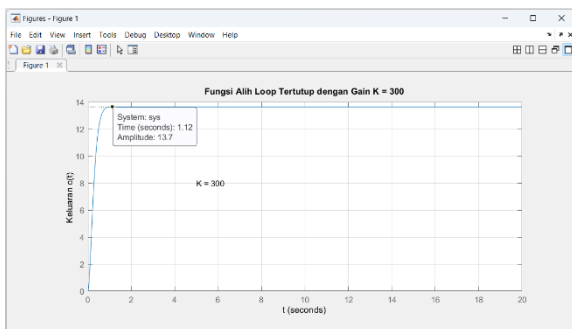 Figures - Figure 1
File Edit View Insert Tools Debug Desktop Window Help
Figure 1
Fungsi Alih Loop Tertutup dengan Gain K = 300
14
12
10
8
6
4
2
0
Keluaran c(t)
System: sys
Time (seconds): 1.12
Amplitude: 13.7
K = 300
0 2 4 6 8 10 12 14 16 18 20
t (seconds)